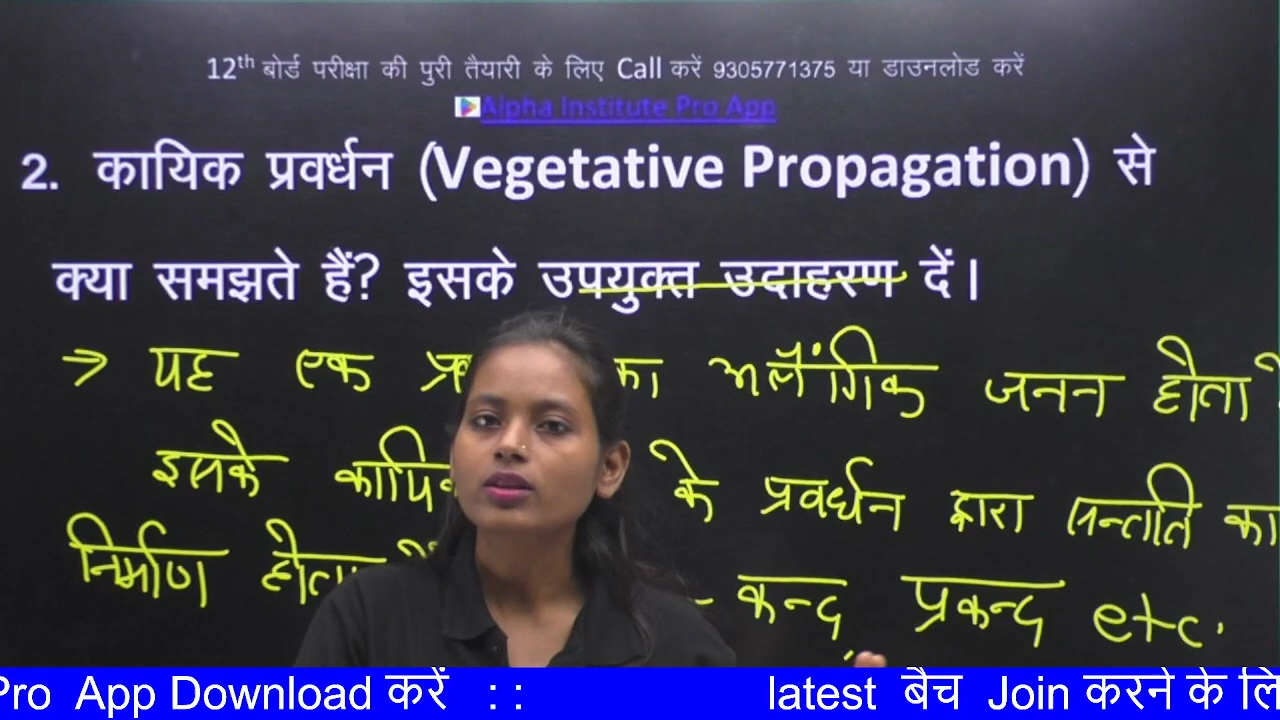 12th बोर्ड परीक्षा की पुरी तैयारी के लिए Call करें 9305771375 या डाउनलोड करें
Alpha Institute Pro App
2. कायिक प्रवर्धन (Vegetative Propagation) से
क्या समझते हैं? इसके उपयुक्त उदाहरण दें।
→ यह एक का अलैंगिक जनन होता
इसके के प्रवर्धन द्वारा सन्तति का
निर्माण होता - कन्द, प्रकन्द etc.
Pro App Download करें : : latest बैच Join करने के